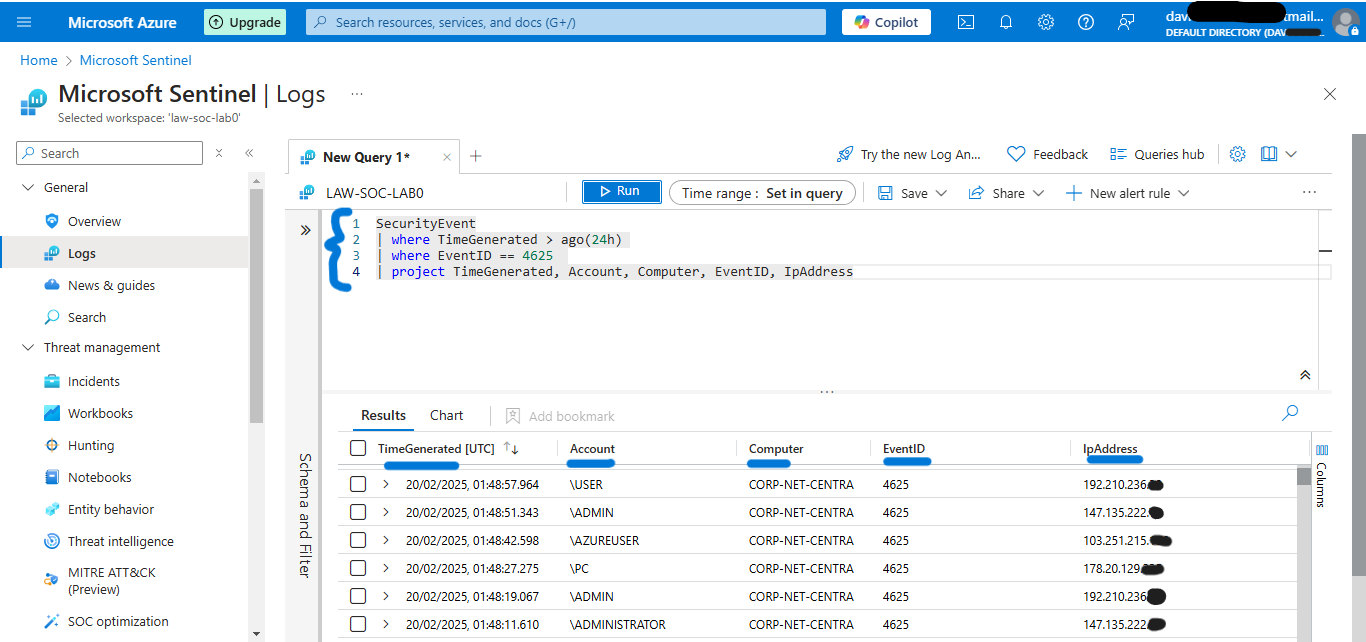 Microsoft Azure
Upgrade
Search resources, services, and docs (G+/)
Copilot
tmail...
DEFAULT DIRECTORY
Home > Microsoft Sentinel
Microsoft Sentinel | Logs ...
Selected workspace: 'law-soc-lab0'
Search
General
Overview
Logs
News & guides
Search
Threat management
Incidents
Workbooks
Hunting
Notebooks
Entity behavior
Threat intelligence
MITRE ATT&CK
(Preview)
SOC optimization
New Query 1*
Try the new Log An...
Feedback
Queries hub
LAW-SOC-LAB0
Run
Time range : Set in query
Save
Share
New alert rule
1 SecurityEvent
2 | where TimeGenerated > ago(24h)
3 | where EventID == 4625
4 | project TimeGenerated, Account, Computer, EventID, IpAddress
Schema and Filter
Results
Chart
Add bookmark
TimeGenerated [UTC] Account Computer EventID IpAddress
20/02/2025, 01:48:57.964 \USER CORP-NET-CENTRA 4625 192.210.236.
20/02/2025, 01:48:51.343 \ADMIN CORP-NET-CENTRA 4625 147.135.222.
20/02/2025, 01:48:42.598 \AZUREUSER CORP-NET-CENTRA 4625 103.251.215.
20/02/2025, 01:48:27.275 \PC CORP-NET-CENTRA 4625 178.20.129.
20/02/2025, 01:48:19.067 \ADMIN CORP-NET-CENTRA 4625 192.210.236
20/02/2025, 01:48:11.610 \ADMINISTRATOR CORP-NET-CENTRA 4625 147.135.222.
Columns